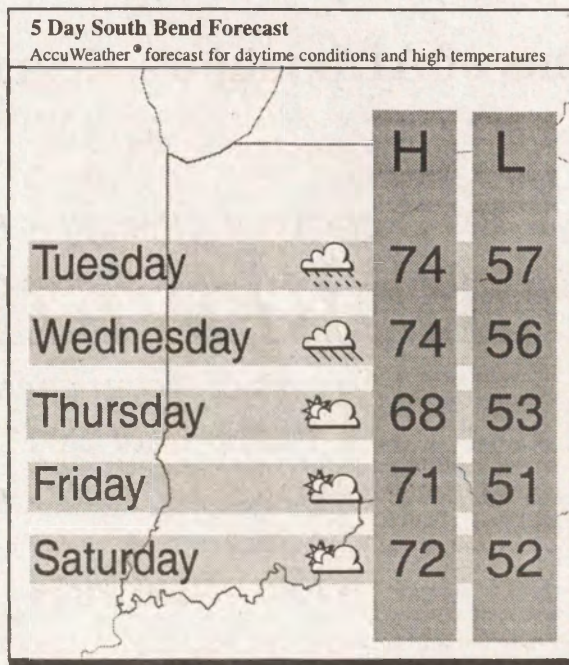 5 Day South Bend Forecast
AccuWeather® forecast for daytime conditions and high temperatures
H L
Tuesday 74 57
Wednesday 74 56
Thursday 68 53
Friday 71 51
Saturday 72 52